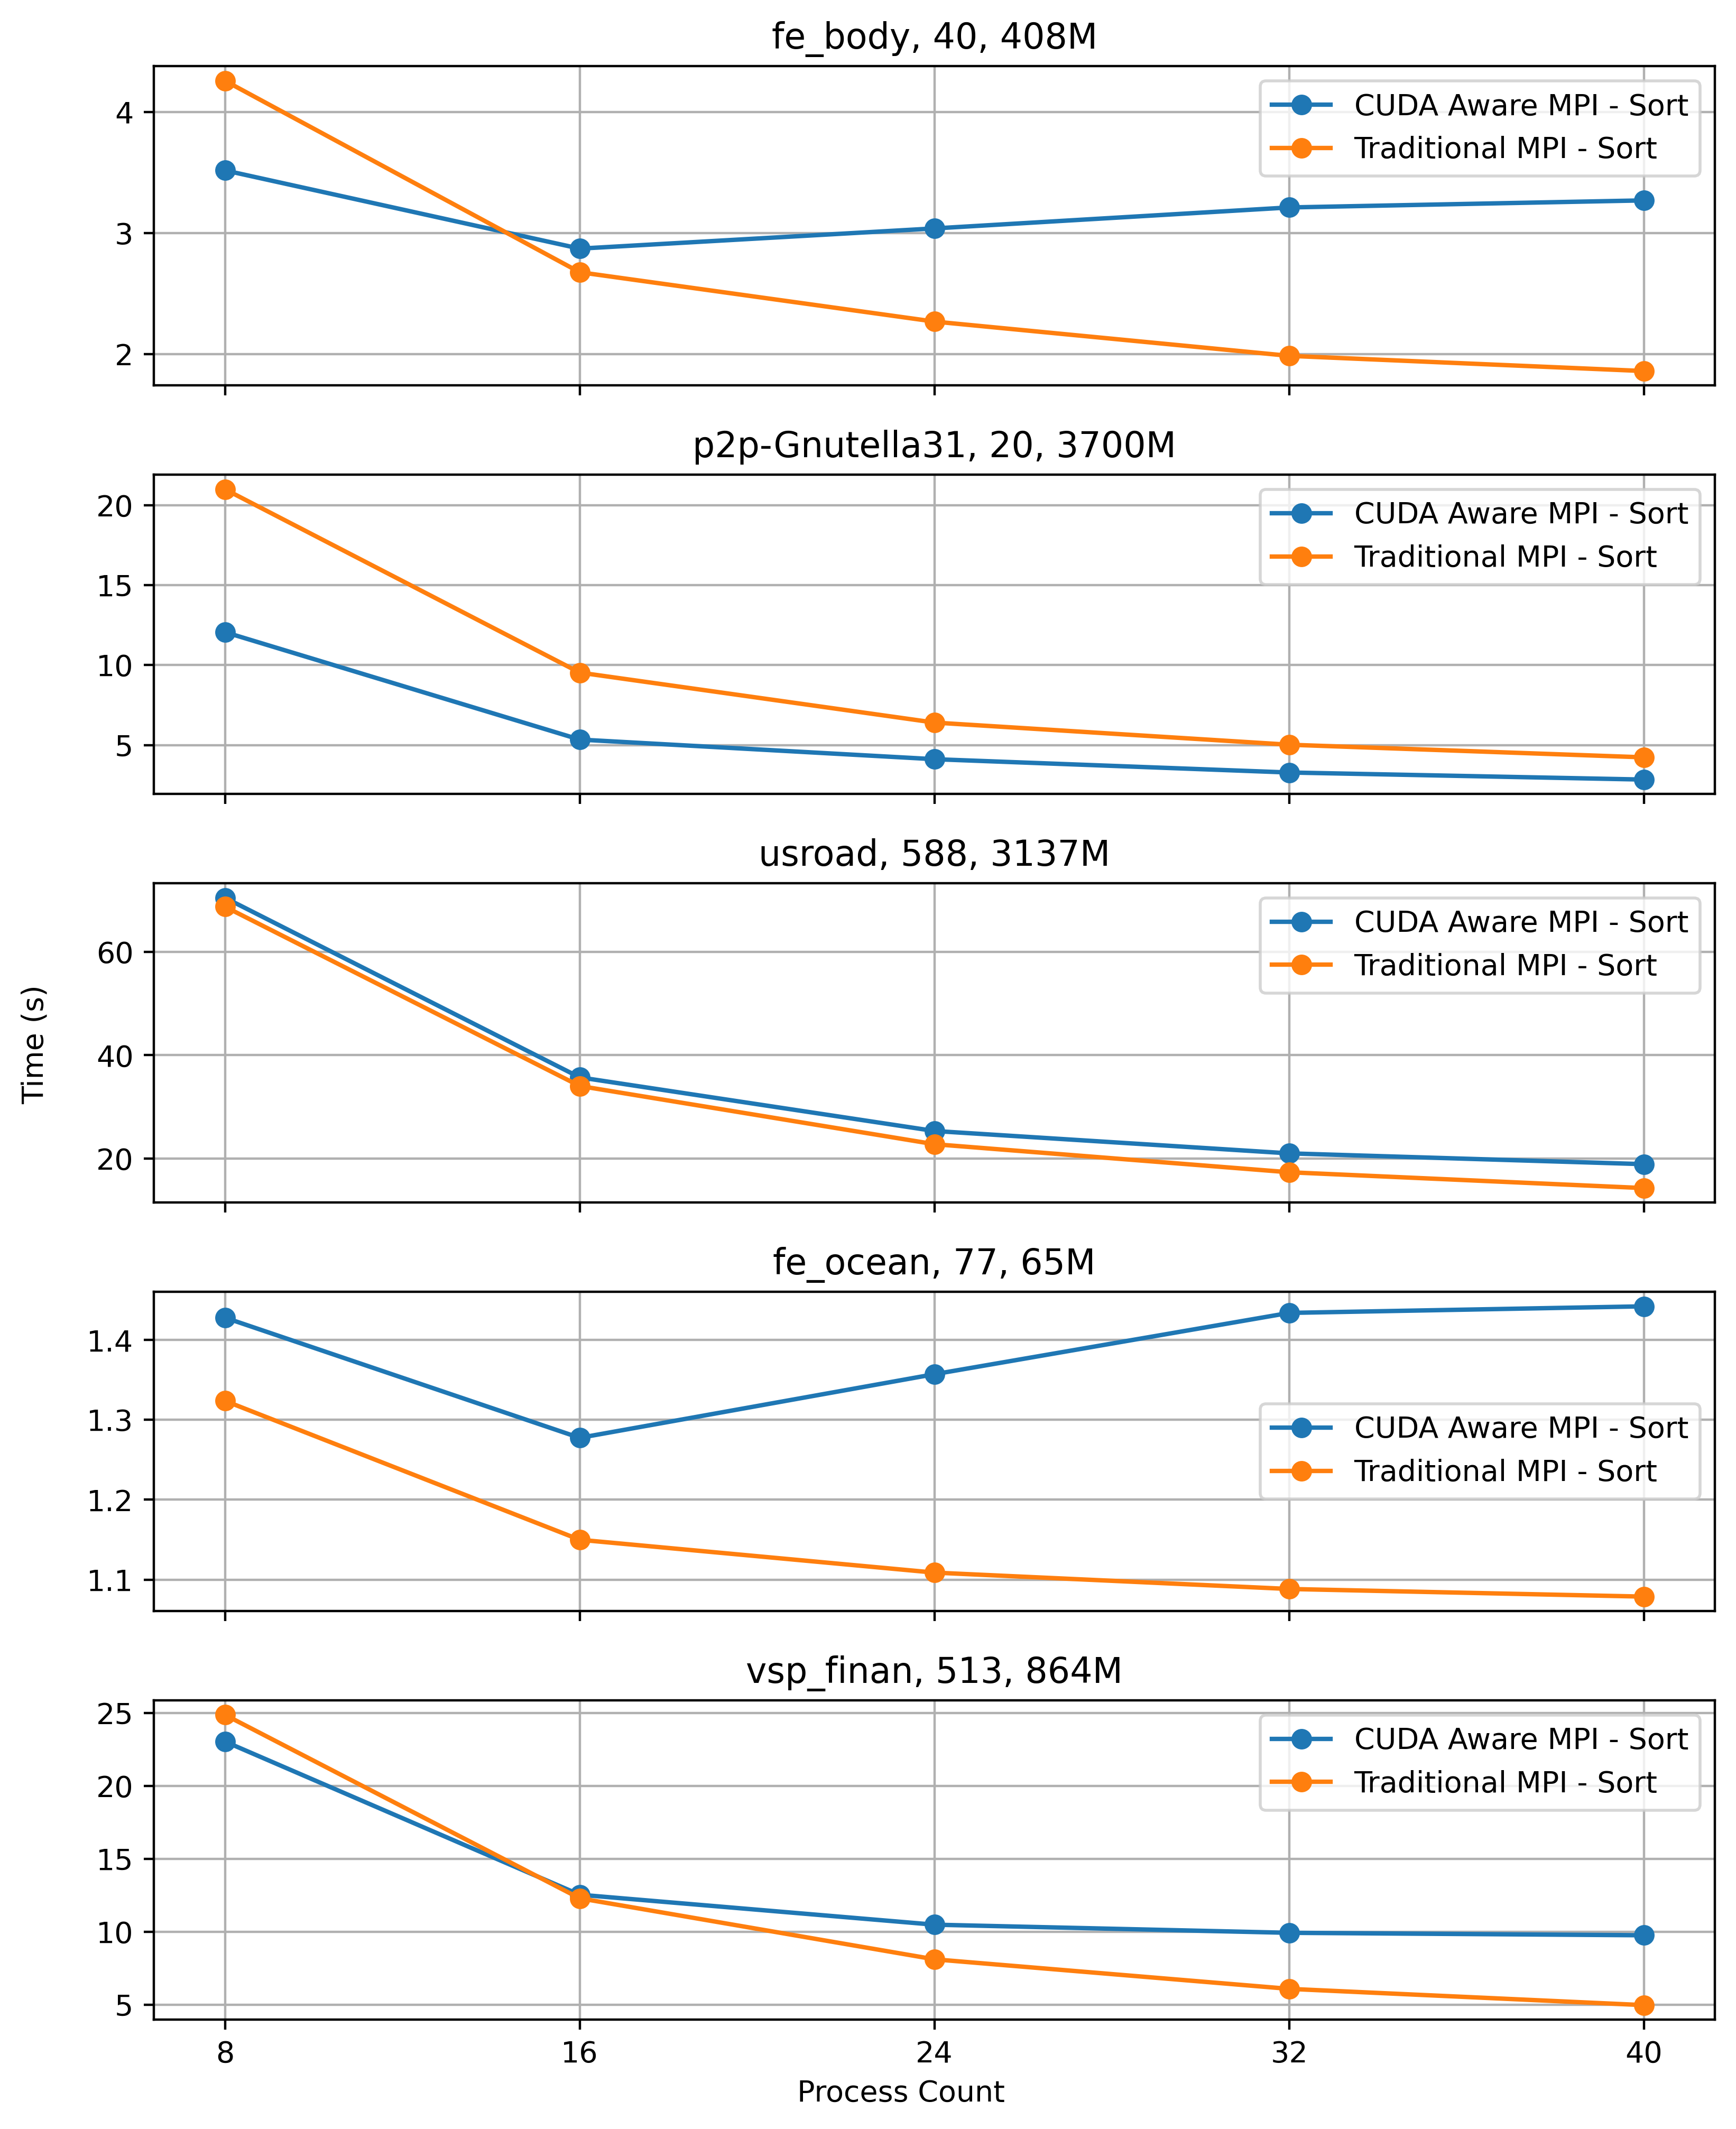 fe_body, 40, 408M
4
3
2
CUDA Aware MPI - Sort
Traditional MPI - Sort
p2p-Gnutella31, 20, 3700M
20
15
10
5
CUDA Aware MPI - Sort
Traditional MPI - Sort
usroad, 588, 3137M
60
40
20
CUDA Aware MPI - Sort
Traditional MPI - Sort
Time (s)
fe_ocean, 77, 65M
1.4
1.3
1.2
1.1
CUDA Aware MPI - Sort
Traditional MPI - Sort
vsp_finan, 513, 864M
25
20
15
10
5
CUDA Aware MPI - Sort
Traditional MPI - Sort
8 16 24 32 40
Process Count